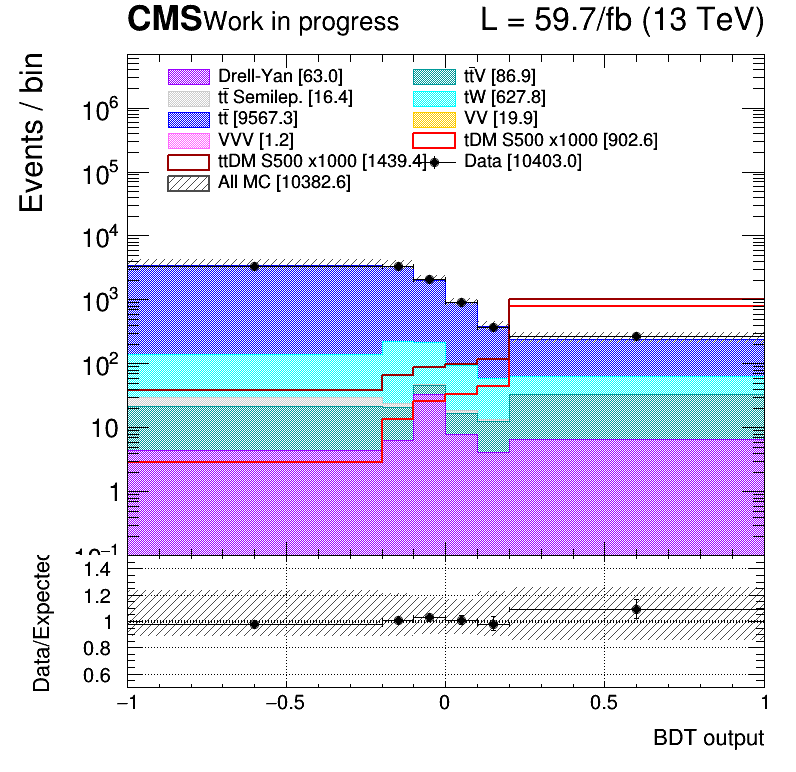 CMS Work in progress L = 59.7/fb (13 TeV)
Events / bin
Drell-Yan [63.0] tt̄V [86.9]
tt̄ Semilep. [16.4] tW [627.8]
tt̄ [9567.3] VV [19.9]
VVV [1.2] tDM S500 x1000 [902.6]
ttDM S500 x1000 [1439.4] Data [10403.0]
All MC [10382.6]
10⁶
10⁵
10⁴
10³
10²
10
1
10⁻¹
Data/Expected
1.4
1.2
1
0.8
0.6
−1 −0.5 0 0.5 1
BDT output